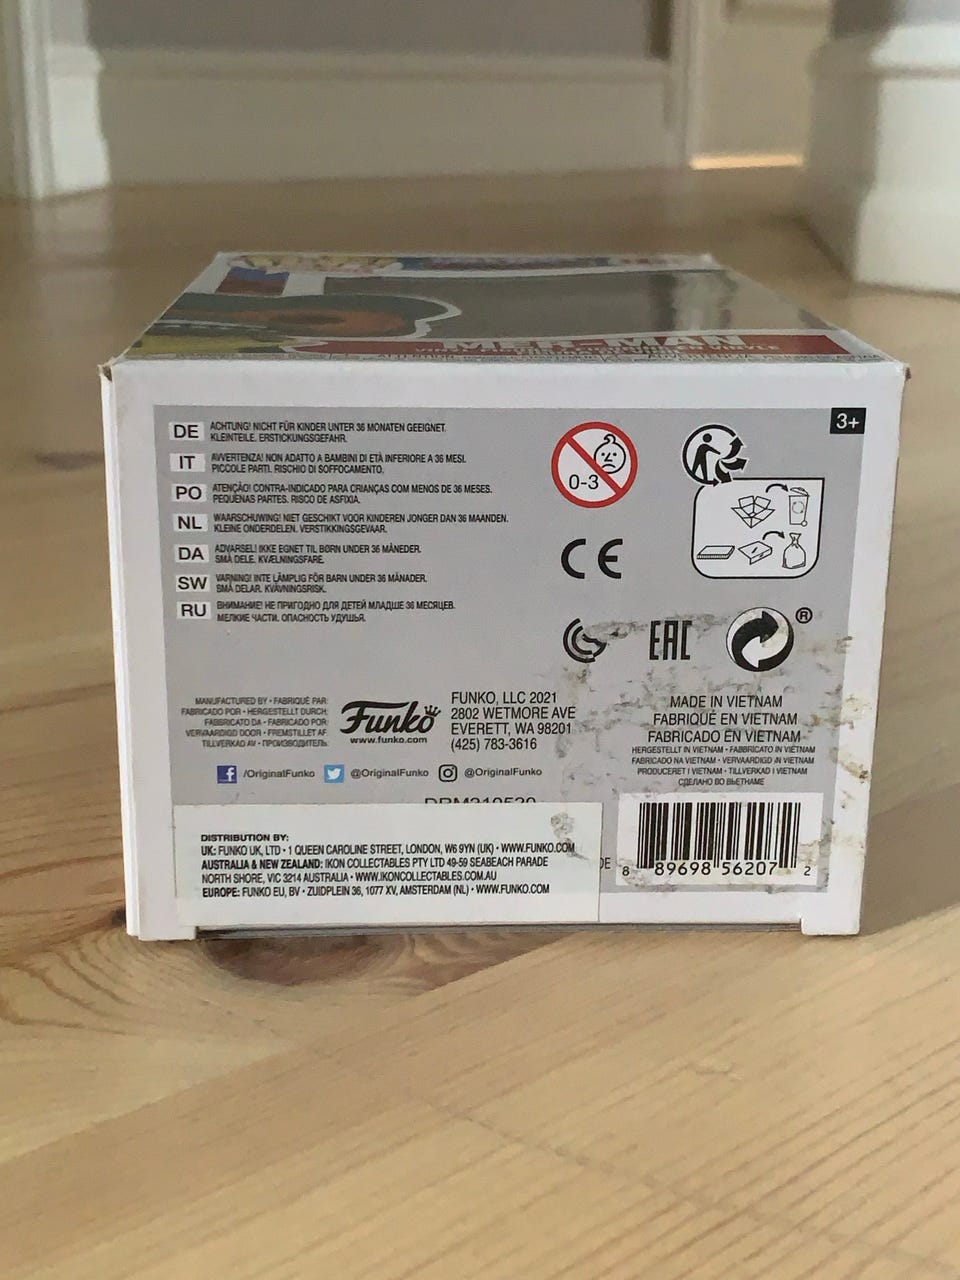 MER-MAN
3+
DE ACHTUNG! NICHT FÜR KINDER UNTER 36 MONATEN GEEIGNET.
KLEINTEILE. ERSTICKUNGSGEFAHR.
IT AVVERTENZA! NON ADATTO A BAMBINI DI ETÀ INFERIORE A 36 MESI.
PICCOLE PARTI. RISCHIO DI SOFFOCAMENTO.
PO ATENÇÃO! CONTRA-INDICADO PARA CRIANÇAS COM MENOS DE 36 MESES.
PEQUENAS PARTES. RISCO DE ASFIXIA.
NL WAARSCHUWING! NIET GESCHIKT VOOR KINDEREN JONGER DAN 36 MAANDEN.
KLEINE ONDERDELEN. VERSTIKKINGSGEVAAR.
DA ADVARSEL! IKKE EGNET TIL BØRN UNDER 36 MÅNEDER.
SMÅ DELE. KVÆLNINGSFARE.
SW VARNING! INTE LÄMPLIG FÖR BARN UNDER 36 MÅNADER.
SMÅ DELAR. KVÄVNINGSRISK.
RU ВНИМАНИЕ! НЕ ПРИГОДНО ДЛЯ ДЕТЕЙ МЛАДШЕ 36 МЕСЯЦЕВ.
МЕЛКИЕ ЧАСТИ. ОПАСНОСТЬ УДУШЬЯ.
0-3
CE
EAC
®
MANUFACTURED BY • FABRIQUÉ PAR
FABRICADO POR • HERGESTELLT DURCH
FABBRICATO DA • FABRICADO POR
VERVAARDIGD DOOR • FREMSTILLET AF
TILLVERKAD AV • ПРОИЗВОДИТЕЛЬ
Funko
www.funko.com
FUNKO, LLC 2021
2802 WETMORE AVE
EVERETT, WA 98201
(425) 783-3616
MADE IN VIETNAM
FABRIQUÉ EN VIETNAM
FABRICADO EN VIETNAM
HERGESTELLT IN VIETNAM • FABBRICATO IN VIETNAM
FABRICADO NA VIETNAM • VERVAARDIGD IN VIETNAM
PRODUCERET I VIETNAM • TILLVERKAD I VIETNAM
СДЕЛАНО ВО ВЬЕТНАМЕ
/OriginalFunko @OriginalFunko @OriginalFunko
DISTRIBUTION BY:
UK: FUNKO UK, LTD • 1 QUEEN CAROLINE STREET, LONDON, W6 9YN (UK) • WWW.FUNKO.COM
AUSTRALIA & NEW ZEALAND: IKON COLLECTABLES PTY LTD 49-59 SEABEACH PARADE
NORTH SHORE, VIC 3214 AUSTRALIA • WWW.IKONCOLLECTABLES.COM.AU
EUROPE: FUNKO EU, BV • ZUIDPLEIN 36, 1077 XV, AMSTERDAM (NL) • WWW.FUNKO.COM
8 89698 56207 2